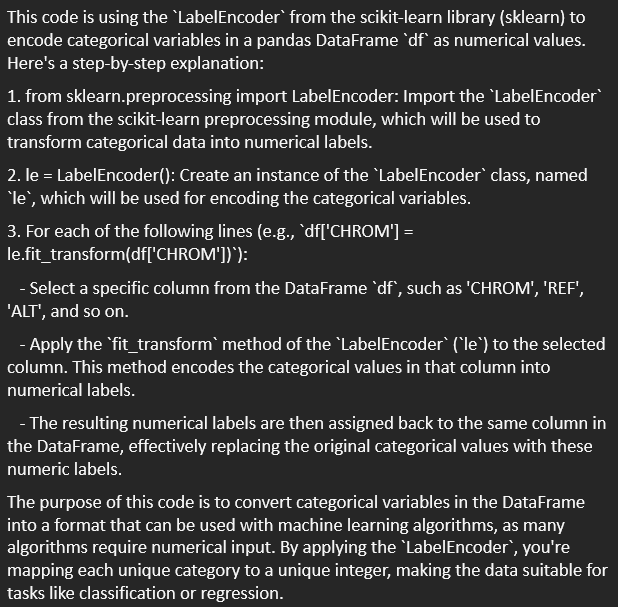 This code is using the `LabelEncoder` from the scikit-learn library (sklearn) to
encode categorical variables in a pandas DataFrame `df` as numerical values.
Here's a step-by-step explanation:
1. from sklearn.preprocessing import LabelEncoder: Import the `LabelEncoder`
class from the scikit-learn preprocessing module, which will be used to
transform categorical data into numerical labels.
2. le = LabelEncoder(): Create an instance of the `LabelEncoder` class, named
`le`, which will be used for encoding the categorical variables.
3. For each of the following lines (e.g., `df['CHROM'] =
le.fit_transform(df['CHROM'])`):
- Select a specific column from the DataFrame `df`, such as 'CHROM', 'REF',
'ALT', and so on.
- Apply the `fit_transform` method of the `LabelEncoder` (`le`) to the selected
column. This method encodes the categorical values in that column into
numerical labels.
- The resulting numerical labels are then assigned back to the same column in
the DataFrame, effectively replacing the original categorical values with these
numeric labels.
The purpose of this code is to convert categorical variables in the DataFrame
into a format that can be used with machine learning algorithms, as many
algorithms require numerical input. By applying the `LabelEncoder`, you're
mapping each unique category to a unique integer, making the data suitable for
tasks like classification or regression.